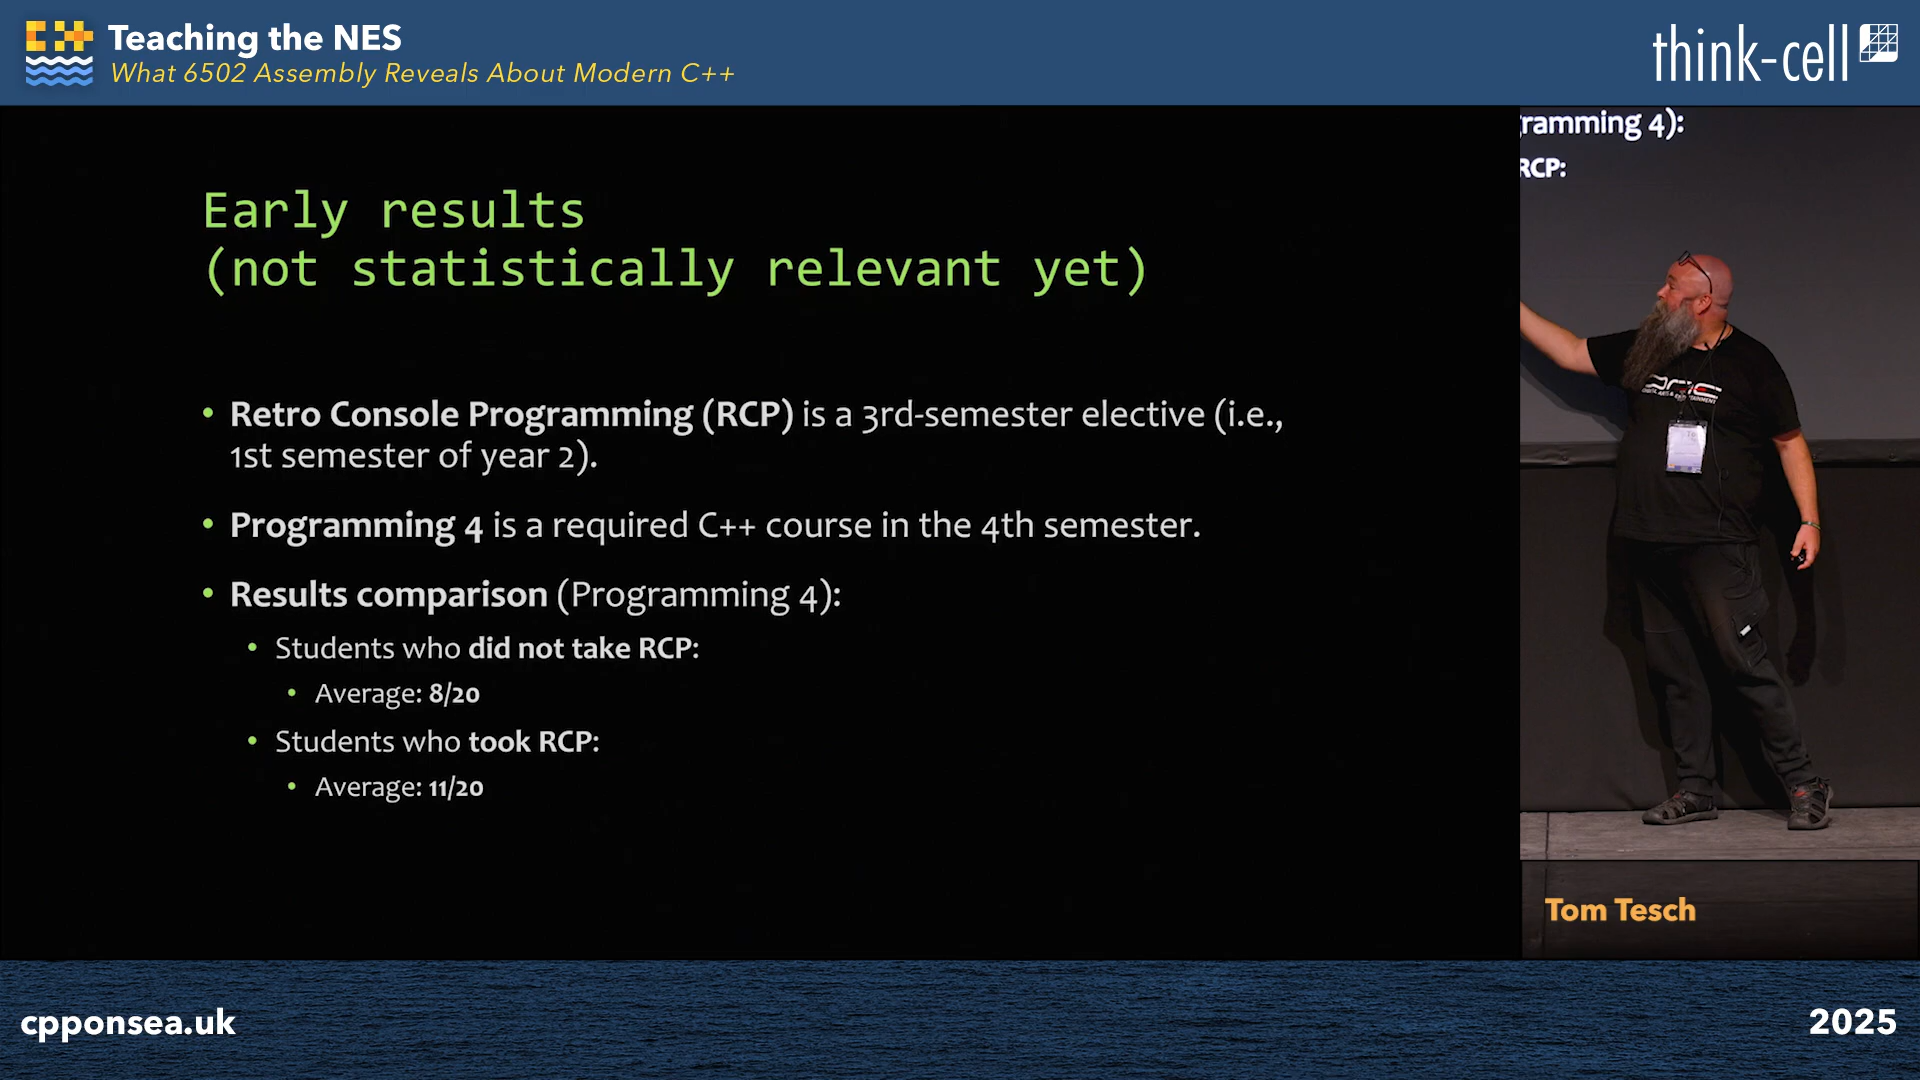 Teaching the NES
What 6502 Assembly Reveals About Modern C++
think-cell
Early results
(not statistically relevant yet)
• Retro Console Programming (RCP) is a 3rd-semester elective (i.e.,
1st semester of year 2).
• Programming 4 is a required C++ course in the 4th semester.
• Results comparison (Programming 4):
• Students who did not take RCP:
• Average: 8/20
• Students who took RCP:
• Average: 11/20
ramming 4):
RCP:
Tom Tesch
cpponsea.uk
2025